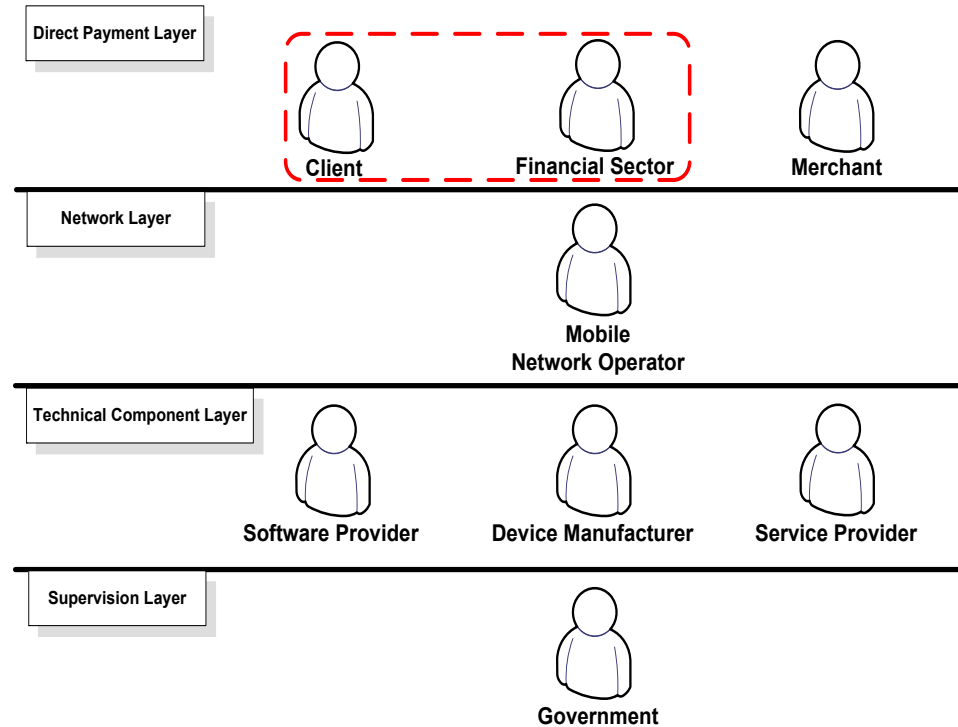 Direct Payment Layer
Client
Financial Sector
Merchant
Network Layer
Mobile
Network Operator
Technical Component Layer
Software Provider
Device Manufacturer
Service Provider
Supervision Layer
Government